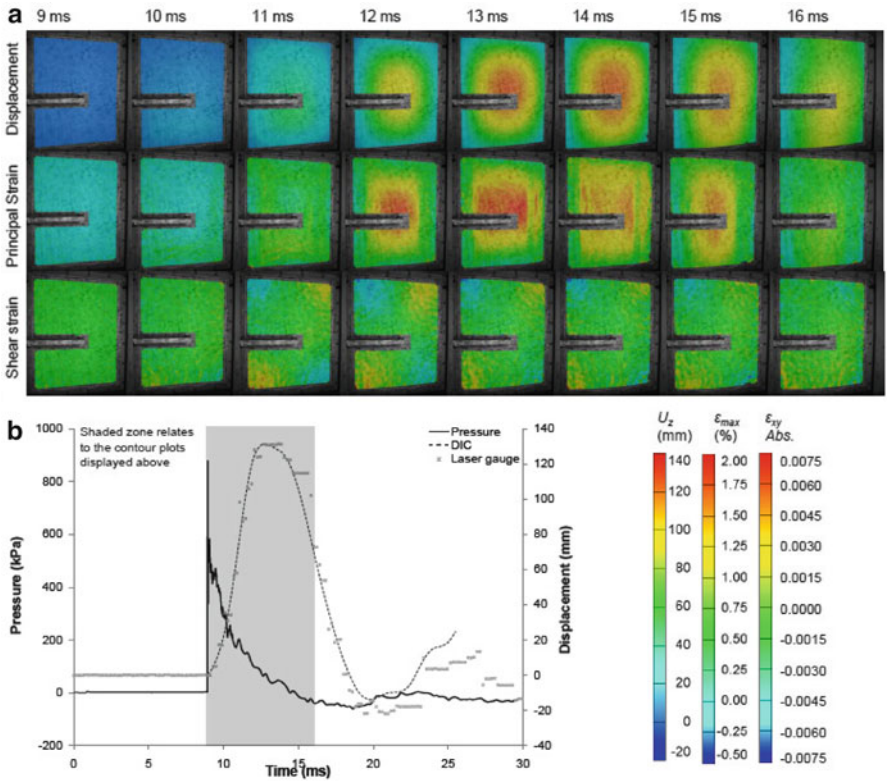 a 9 ms 10 ms 11 ms 12 ms 13 ms 14 ms 15 ms 16 ms
Displacement
Principal Strain
Shear strain
b
Shaded zone relates
to the contour plots
displayed above
Pressure
DIC
Laser gauge
Pressure (kPa)
1000
800
600
400
200
0
-200
Displacement (mm)
140
120
100
80
60
40
20
0
-20
-40
0 5 10 15 20 25 30
Time (ms)
Uz εmax εxy
(mm) (%) Abs.
140 2.00 0.0075
120 1.75 0.0060
100 1.50 0.0045
80 1.25 0.0030
60 1.00 0.0015
40 0.75 0.0000
20 0.50 -0.0015
0 0.25 -0.0030
-20 0.00 -0.0045
-0.25 -0.0060
-0.50 -0.0075